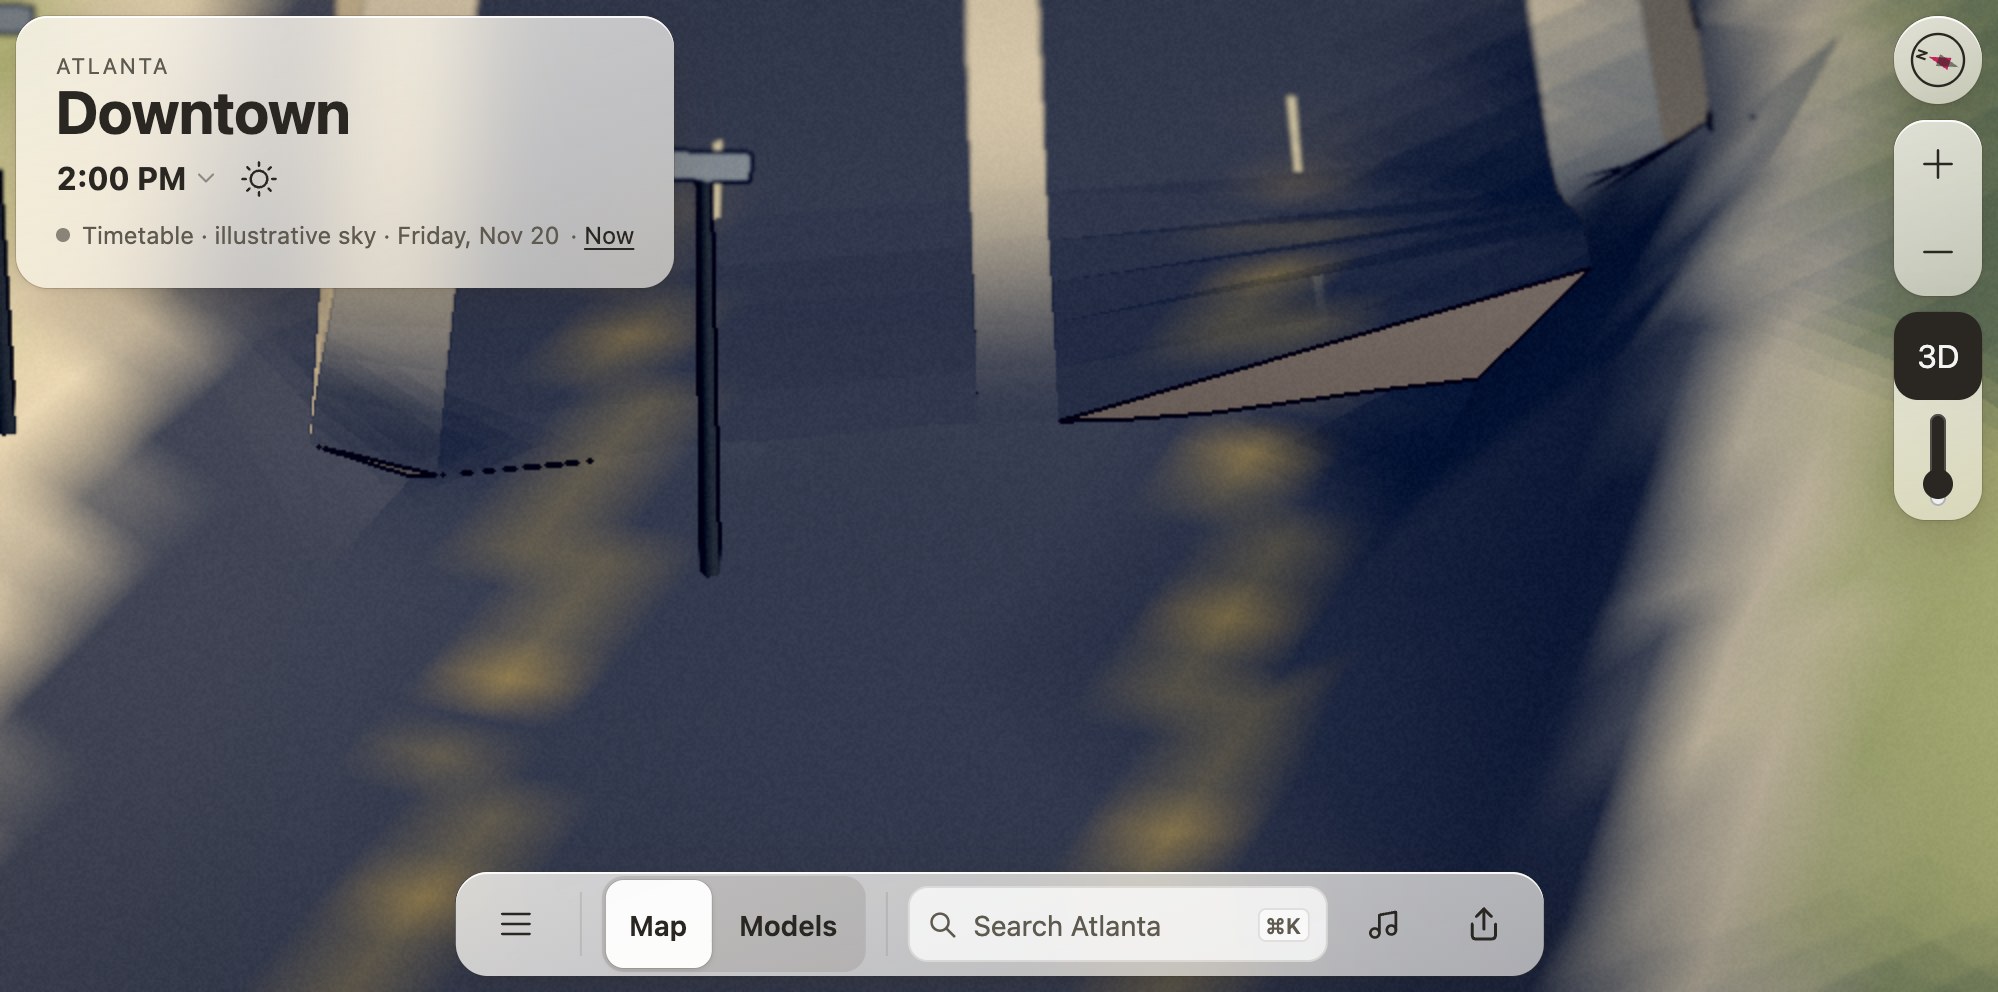 ATLANTA
Downtown
2:00 PM
Timetable · illustrative sky · Friday, Nov 20 · Now
N
3D
Map
Models
Search Atlanta
⌘K